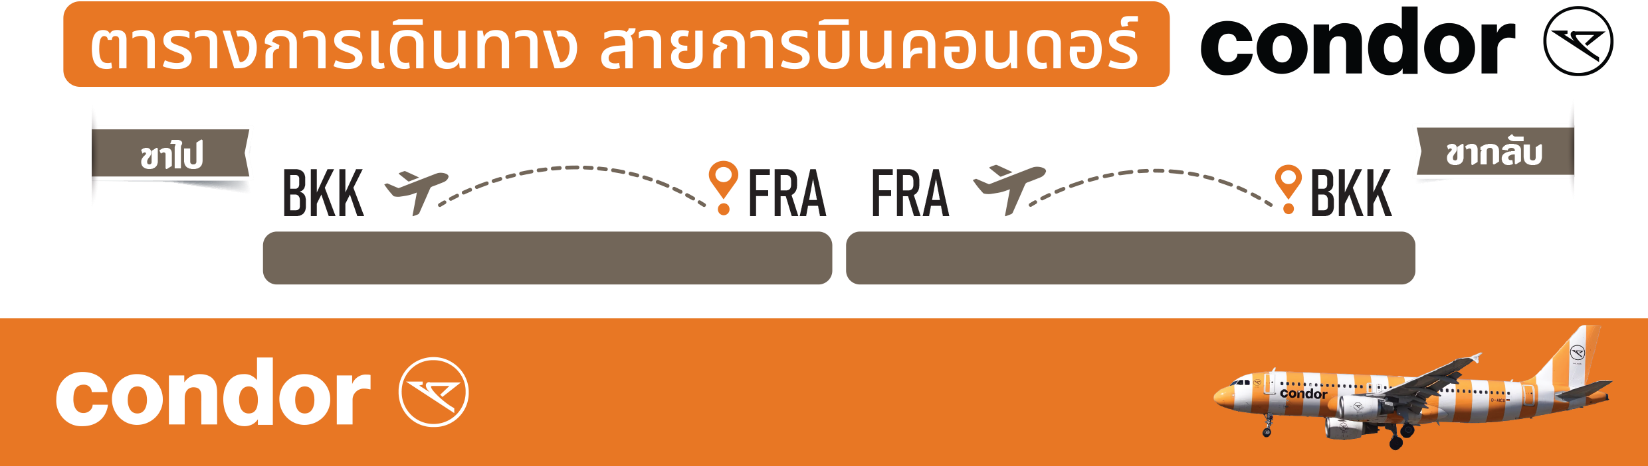 ตารางการเดินทาง สายการบินคอนดอร์ condor
ขาไป
BKK FRA
FRA BKK
ขากลับ
condor
condor